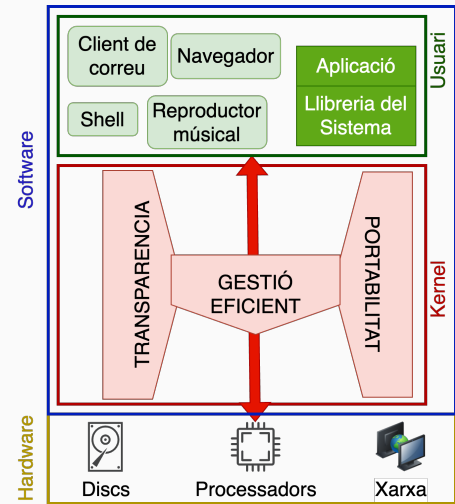 Client de
correu
Navegador
Aplicació
Shell
Reproductor
músical
Llibreria del
Sistema
Usuari
Software
TRANSPARENCIA
GESTIÓ
EFICIENT
PORTABILITAT
Kernel
Hardware
Discs
Processadors
Xarxa